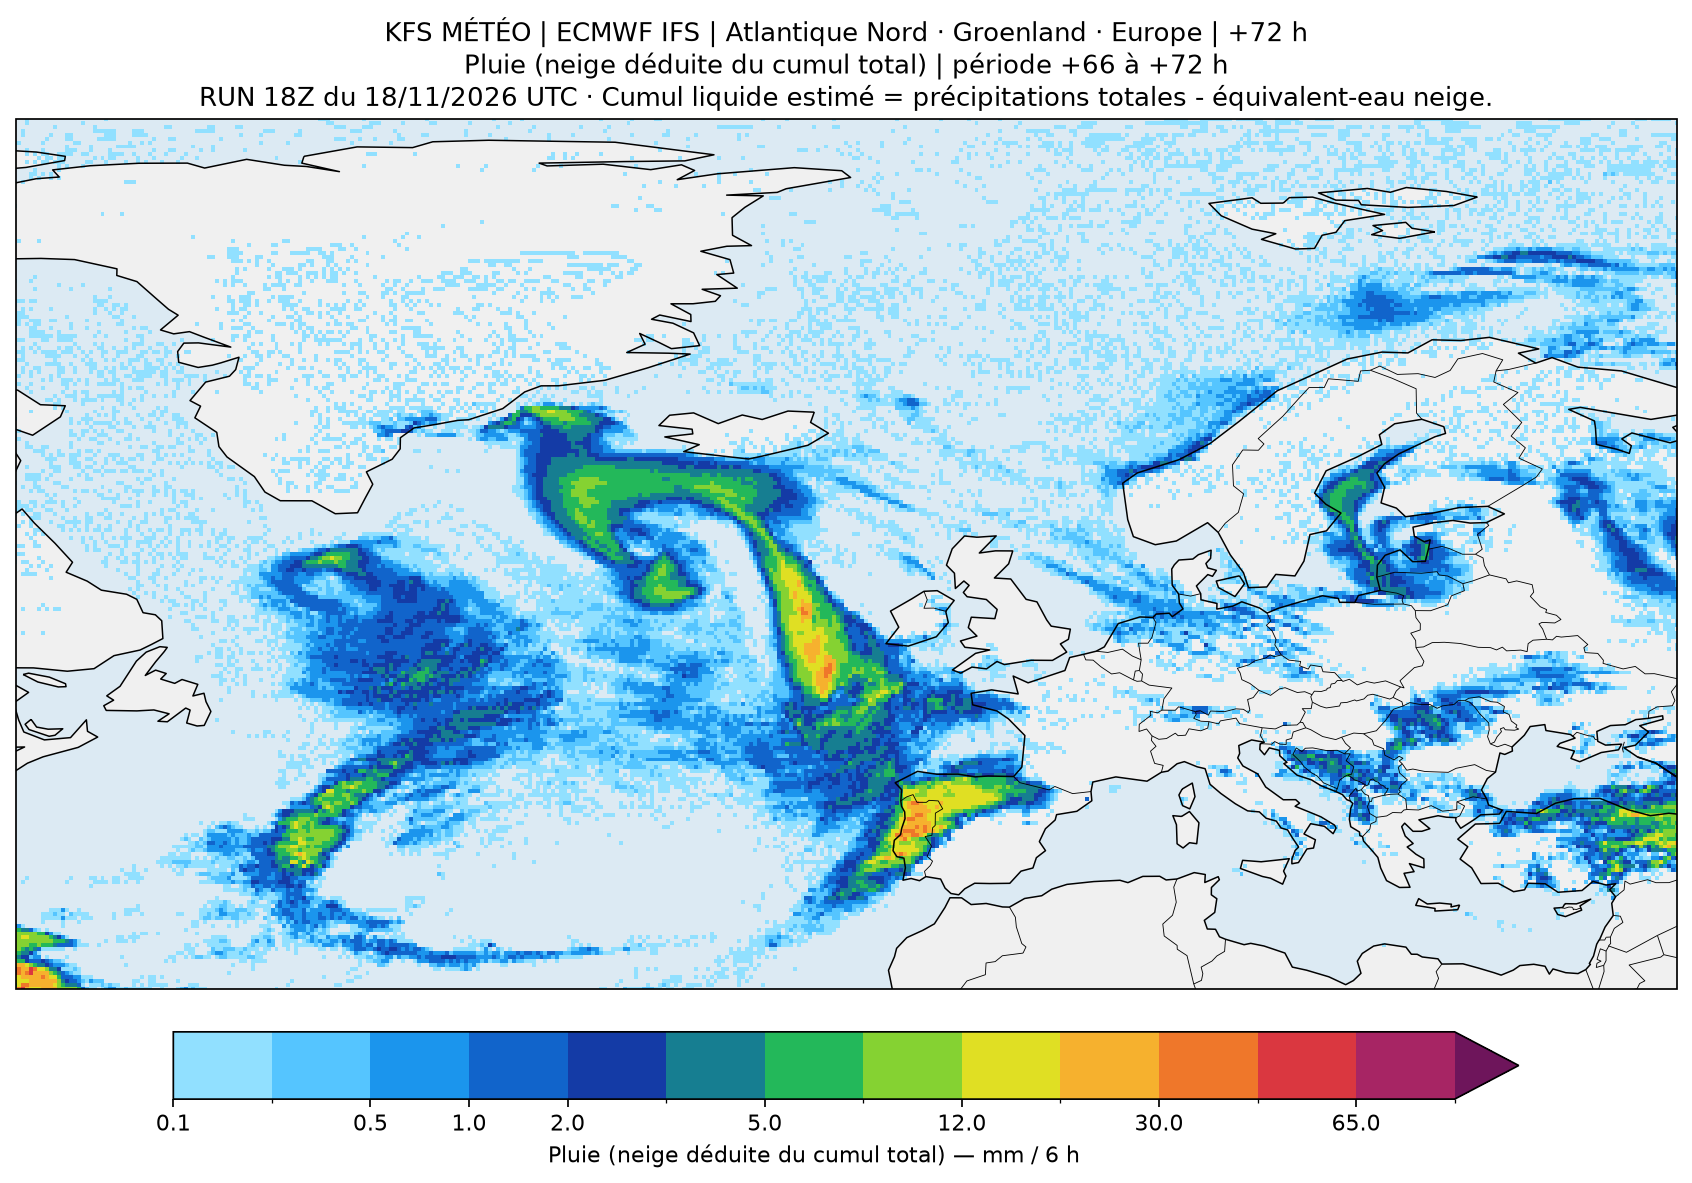 KFS MÉTÉO | ECMWF IFS | Atlantique Nord · Groenland · Europe | +72 h
Pluie (neige déduite du cumul total) | période +66 à +72 h
RUN 18Z du 18/11/2026 UTC · Cumul liquide estimé = précipitations totales - équivalent-eau neige.
0.1 0.5 1.0 2.0 5.0 12.0 30.0 65.0
Pluie (neige déduite du cumul total) — mm / 6 h